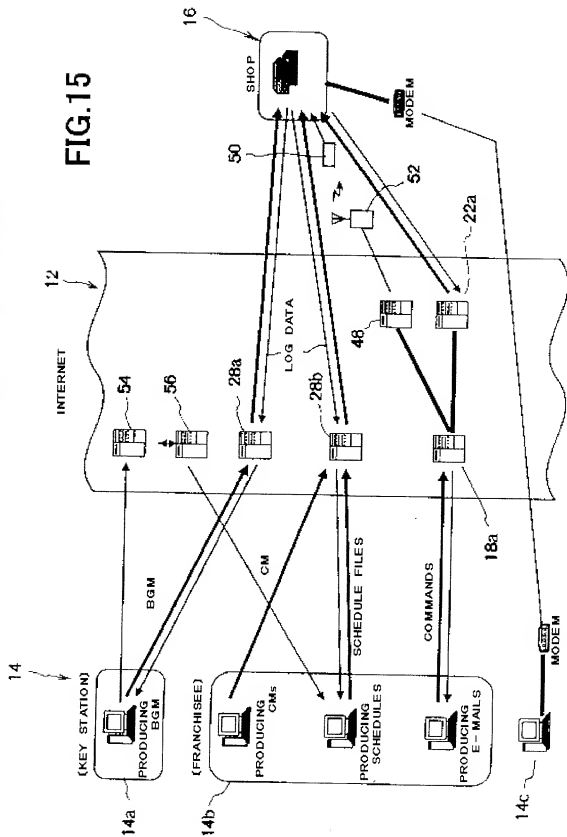 FIG.15
14
12
INTERNET
16
SHOP
[KEY STATION]
PRODUCING
BGM
14a
BGM
54
56
28a
LOG DATA
50
52
MODEM
[FRANCHISEE]
PRODUCING
CMs
CM
28b
48
22a
PRODUCING
SCHEDULES
SCHEDULE FILES
14b
PRODUCING
E-MAILS
COMMANDS
18a
14c
MODEM